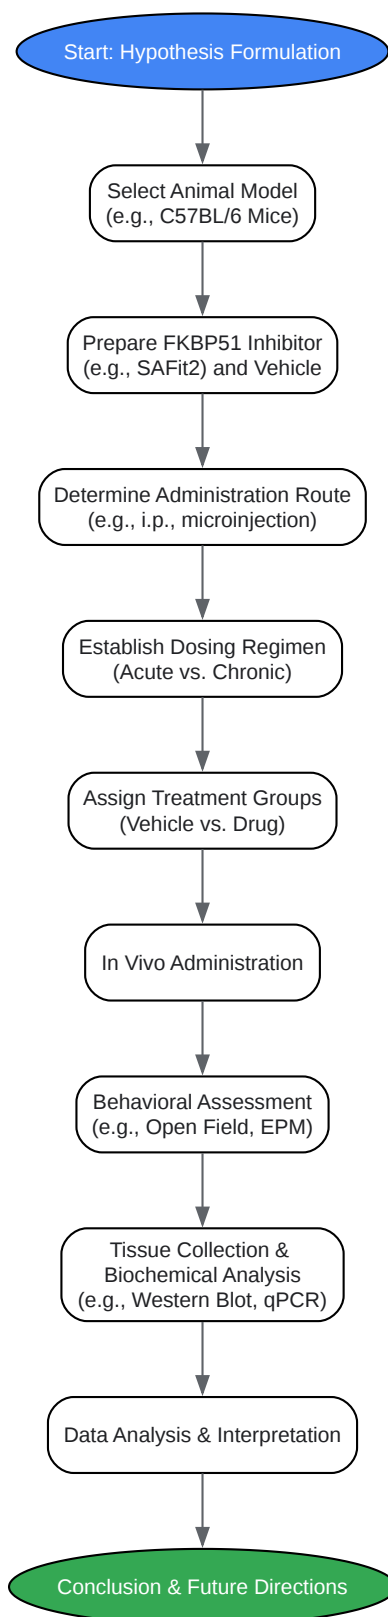 Start: Hypothesis Formulation
Select Animal Model
(e.g., C57BL/6 Mice)
Prepare FKBP51 Inhibitor
(e.g., SAFit2) and Vehicle
Determine Administration Route
(e.g., i.p., microinjection)
Establish Dosing Regimen
(Acute vs. Chronic)
Assign Treatment Groups
(Vehicle vs. Drug)
In Vivo Administration
Behavioral Assessment
(e.g., Open Field, EPM)
Tissue Collection &
Biochemical Analysis
(e.g., Western Blot, qPCR)
Data Analysis & Interpretation
Conclusion & Future Directions